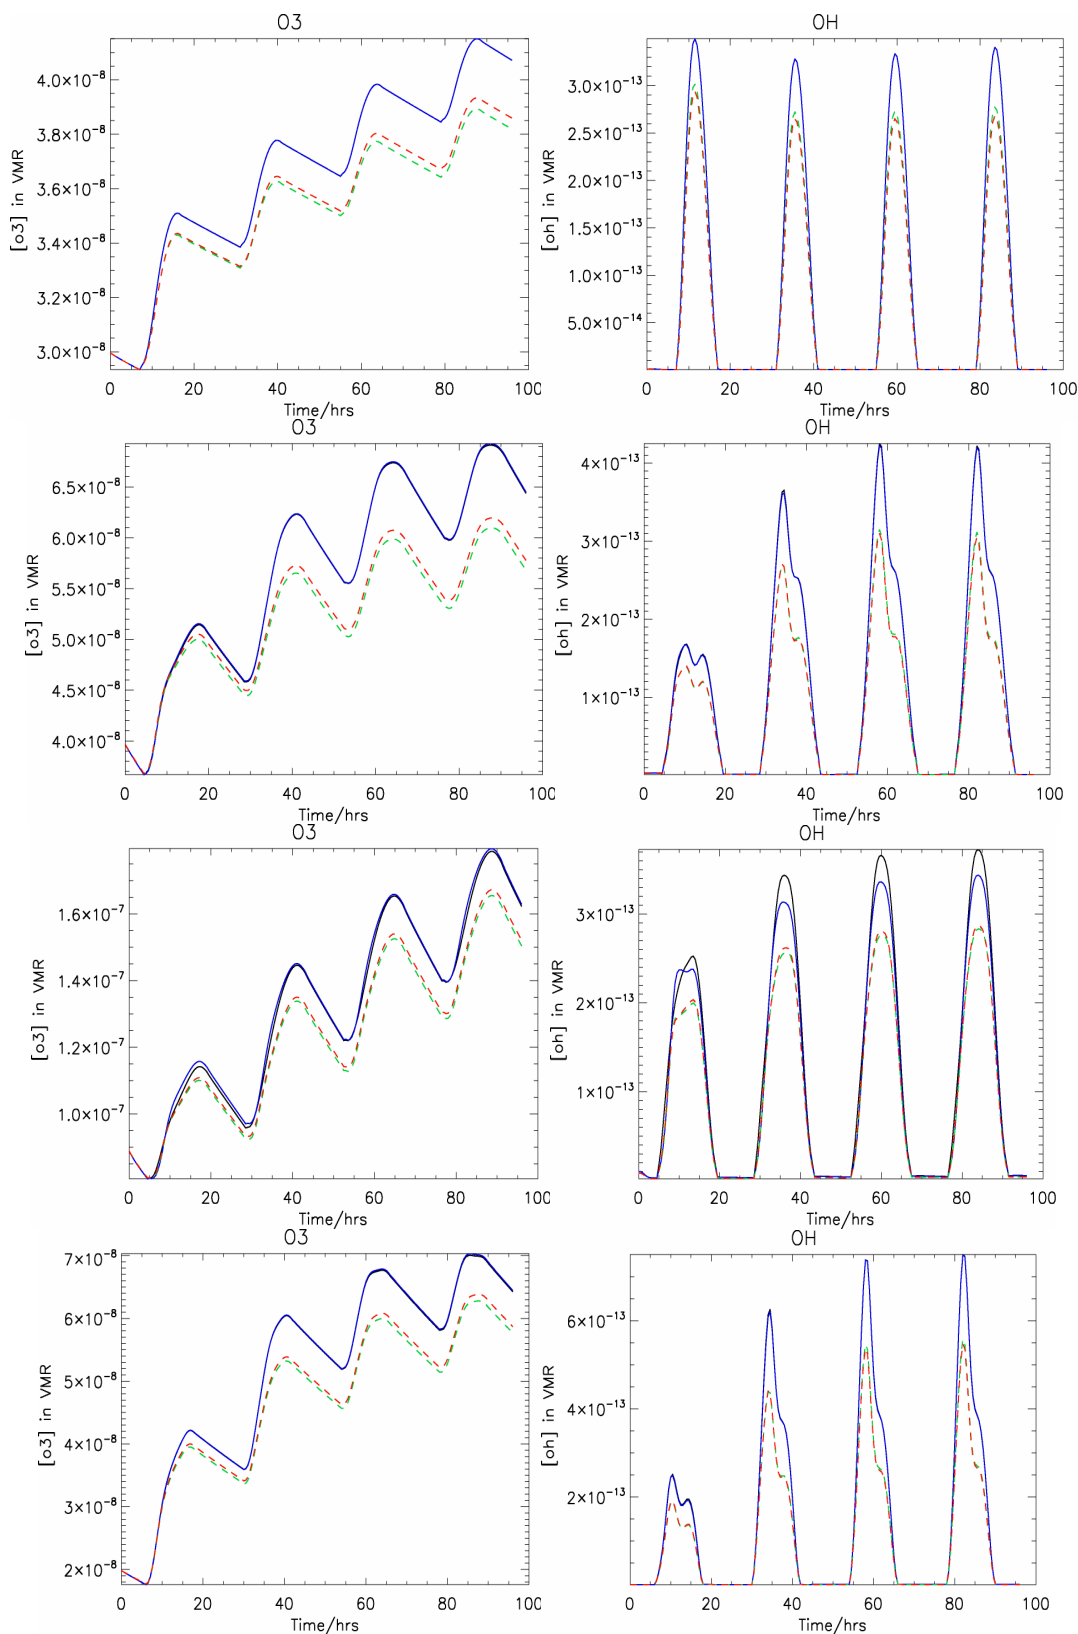 O3
[o3] in VMR
4.0×10⁻⁸
3.8×10⁻⁸
3.6×10⁻⁸
3.4×10⁻⁸
3.2×10⁻⁸
3.0×10⁻⁸
0 20 40 60 80 100
Time/hrs
OH
[oh] in VMR
3.0×10⁻¹³
2.5×10⁻¹³
2.0×10⁻¹³
1.5×10⁻¹³
1.0×10⁻¹³
5.0×10⁻¹⁴
0 20 40 60 80 100
Time/hrs
O3
[o3] in VMR
6.5×10⁻⁸
6.0×10⁻⁸
5.5×10⁻⁸
5.0×10⁻⁸
4.5×10⁻⁸
4.0×10⁻⁸
0 20 40 60 80 100
Time/hrs
OH
[oh] in VMR
4×10⁻¹³
3×10⁻¹³
2×10⁻¹³
1×10⁻¹³
0 20 40 60 80 100
Time/hrs
O3
[o3] in VMR
1.6×10⁻⁷
1.4×10⁻⁷
1.2×10⁻⁷
1.0×10⁻⁷
0 20 40 60 80 100
Time/hrs
OH
[oh] in VMR
3×10⁻¹³
2×10⁻¹³
1×10⁻¹³
0 20 40 60 80 100
Time/hrs
O3
[o3] in VMR
7×10⁻⁸
6×10⁻⁸
5×10⁻⁸
4×10⁻⁸
3×10⁻⁸
2×10⁻⁸
0 20 40 60 80 100
Time/hrs
OH
[oh] in VMR
6×10⁻¹³
4×10⁻¹³
2×10⁻¹³
0 20 40 60 80 100
Time/hrs